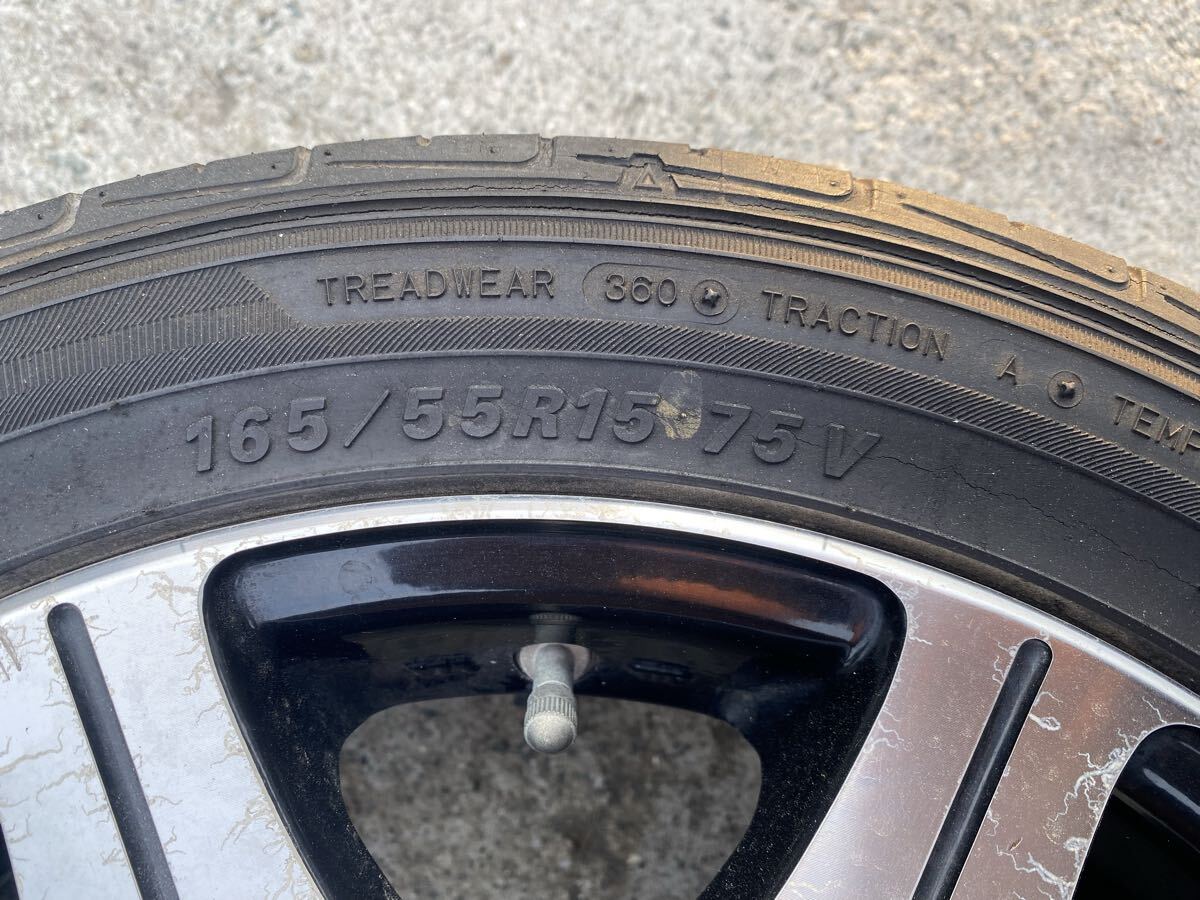 TREADWEAR 360 TRACTION A TEMP
165/55R15 75V